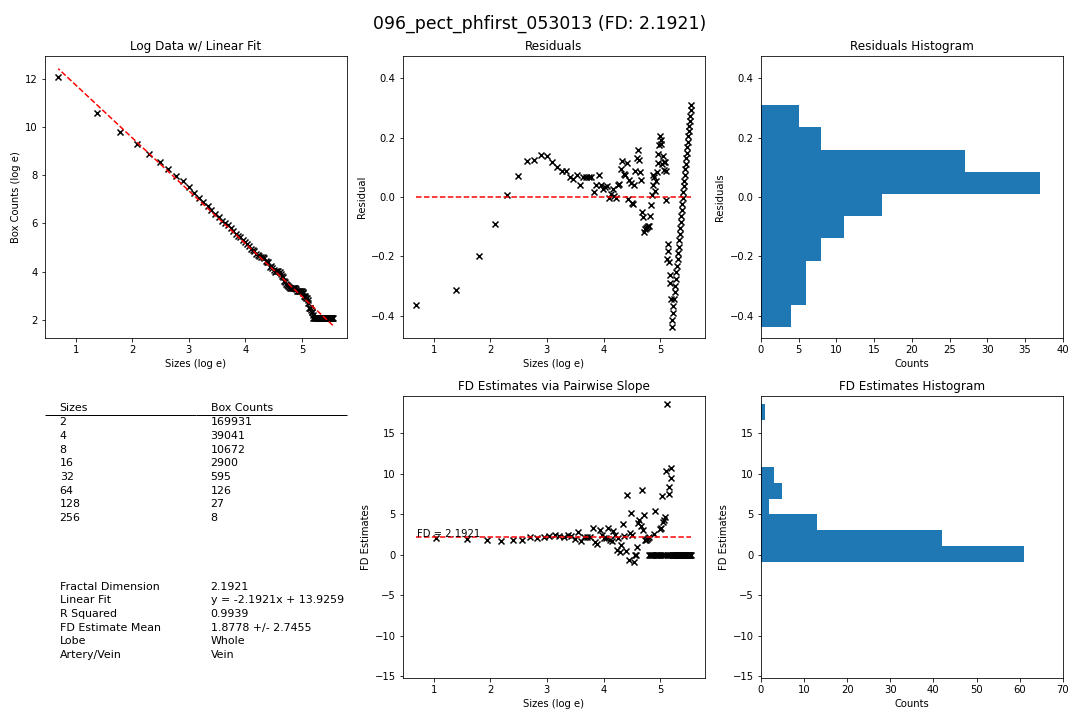 096_pect_phfirst_053013 (FD: 2.1921)
Log Data w/ Linear Fit
Box Counts (log e)
12
10
8
6
4
2
1 2 3 4 5
Sizes (log e)
Residuals
Residual
0.4
0.2
0.0
−0.2
−0.4
1 2 3 4 5
Sizes (log e)
Residuals Histogram
Residuals
0.4
0.2
0.0
−0.2
−0.4
0 5 10 15 20 25 30 35 40
Counts
Sizes Box Counts
2 169931
4 39041
8 10672
16 2900
32 595
64 126
128 27
256 8
Fractal Dimension 2.1921
Linear Fit y = -2.1921x + 13.9259
R Squared 0.9939
FD Estimate Mean 1.8778 +/- 2.7455
Lobe Whole
Artery/Vein Vein
FD Estimates via Pairwise Slope
FD Estimates
15
10
5
0
−5
−10
−15
FD = 2.1921
1 2 3 4 5
Sizes (log e)
FD Estimates Histogram
FD Estimates
15
10
5
0
−5
−10
−15
0 10 20 30 40 50 60 70
Counts